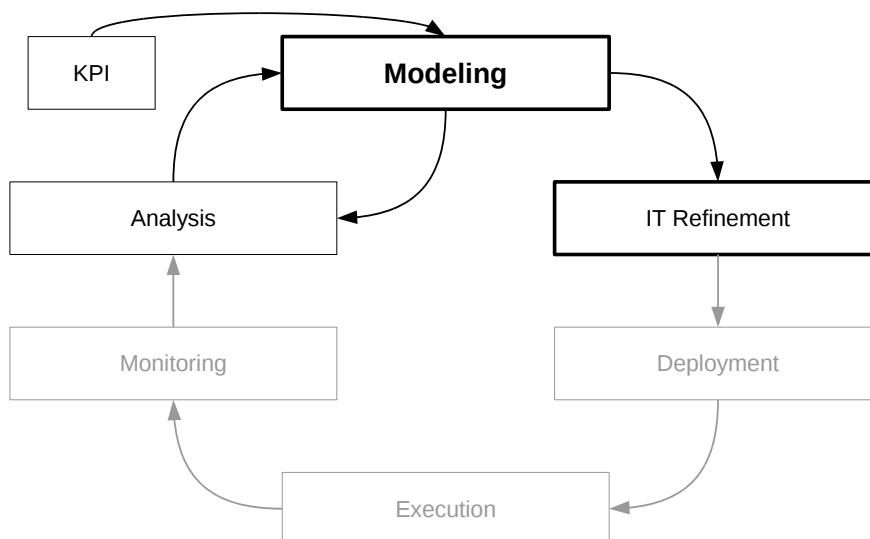 KPI
Modeling
Analysis
IT Refinement
Monitoring
Deployment
Execution